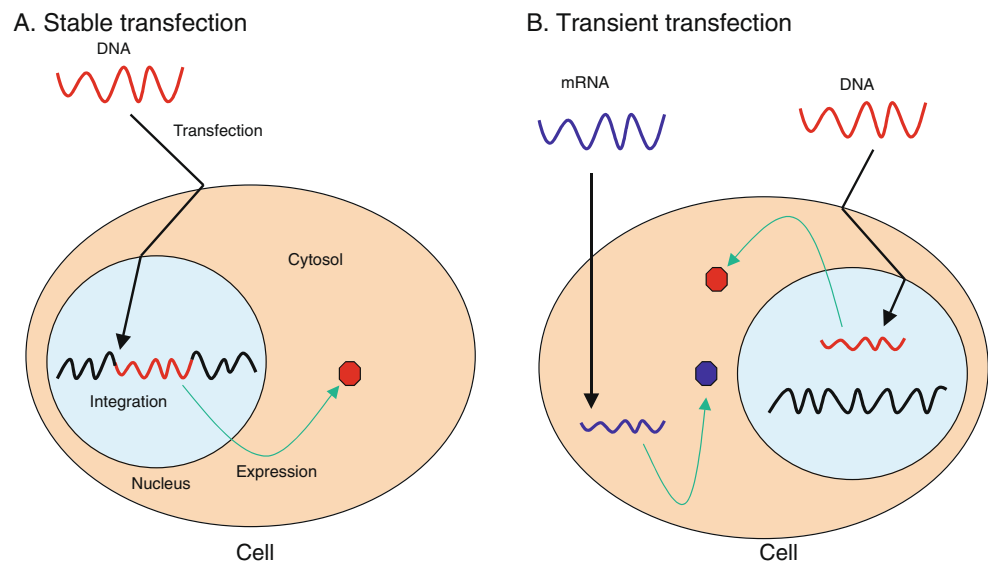 A. Stable transfection
DNA
Transfection
Cytosol
Integration
Expression
Nucleus
Cell
B. Transient transfection
mRNA
DNA
Cell